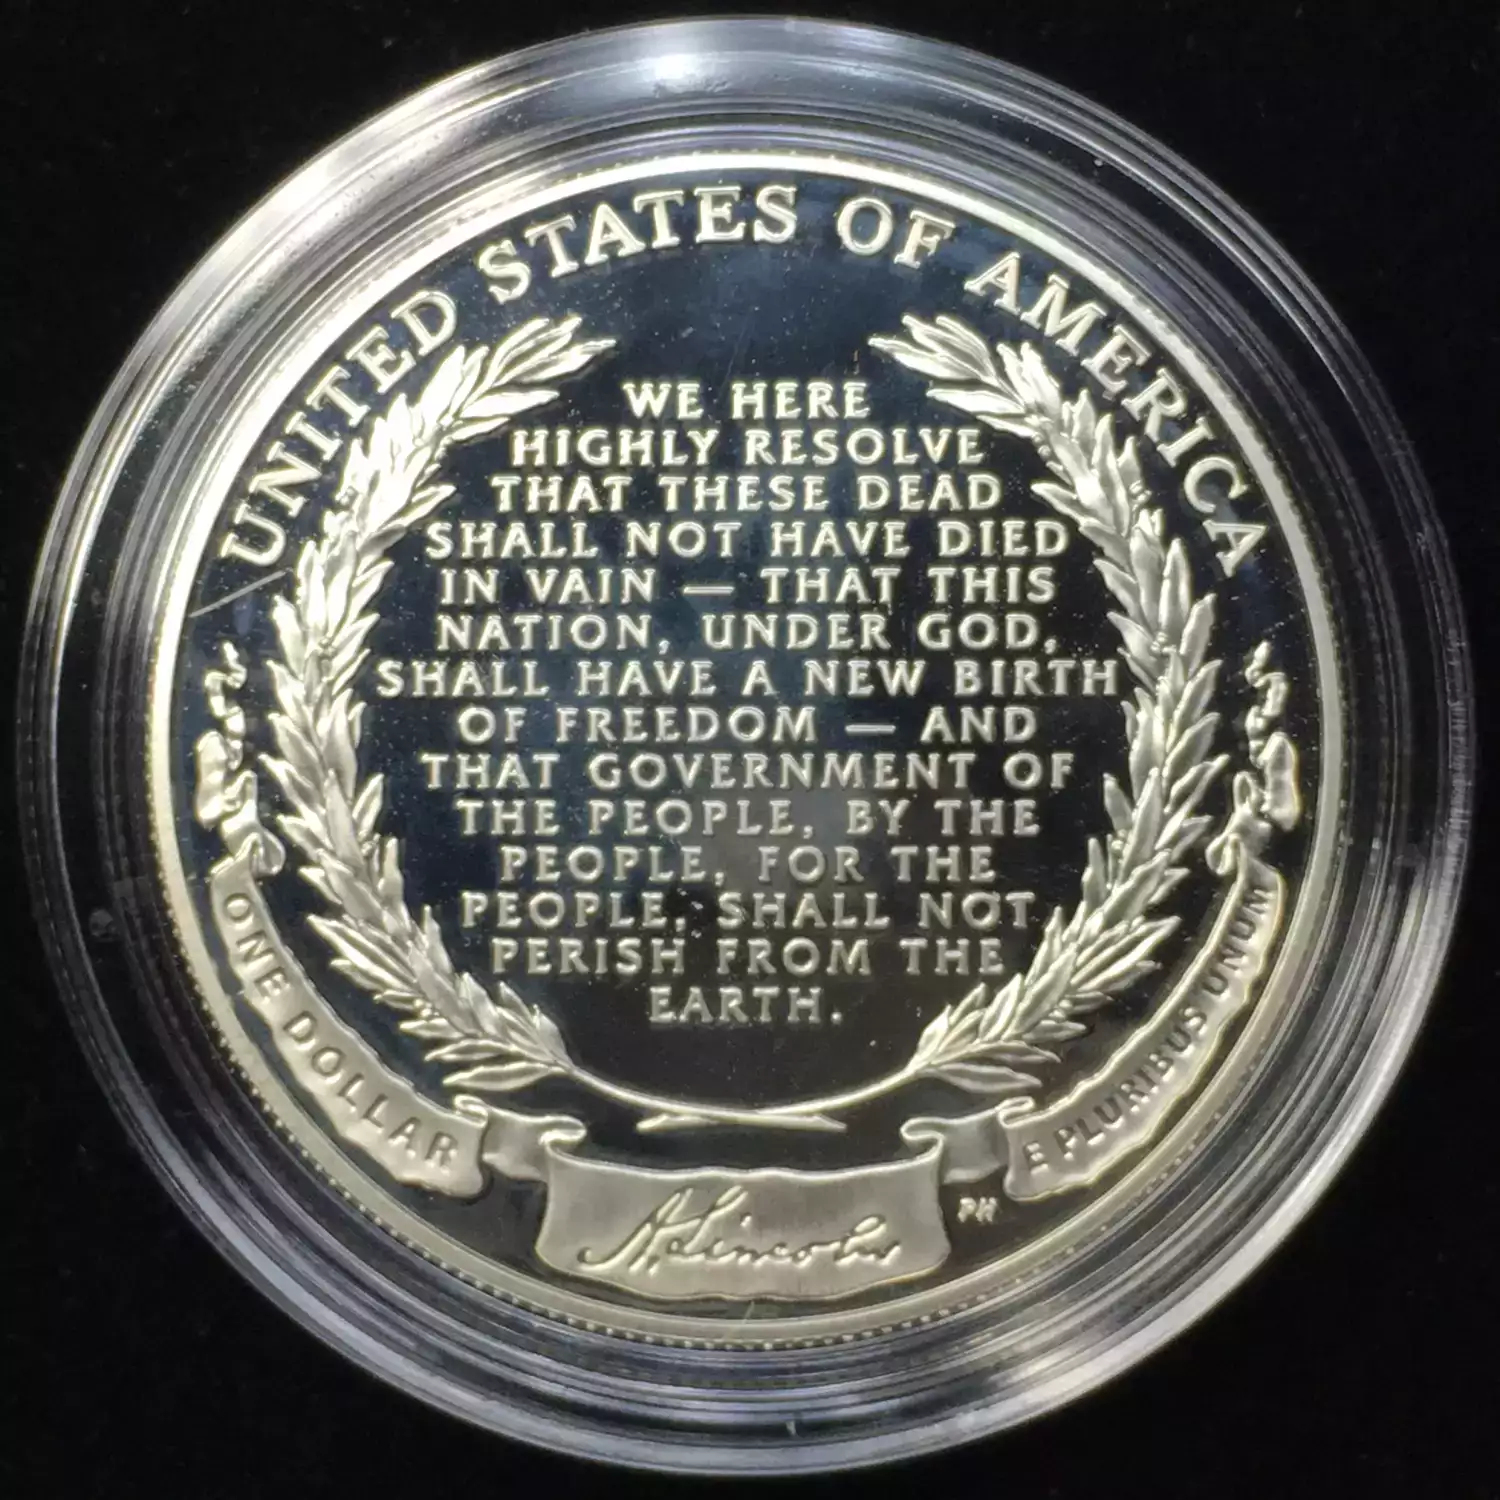 UNITED STATES OF AMERICA
WE HERE
HIGHLY RESOLVE
THAT THESE DEAD
SHALL NOT HAVE DIED
IN VAIN — THAT THIS
NATION, UNDER GOD,
SHALL HAVE A NEW BIRTH
OF FREEDOM — AND
THAT GOVERNMENT OF
THE PEOPLE, BY THE
PEOPLE, FOR THE
PEOPLE, SHALL NOT
PERISH FROM THE
EARTH.
ONE DOLLAR
A. Lincoln
PH
E PLURIBUS UNUM